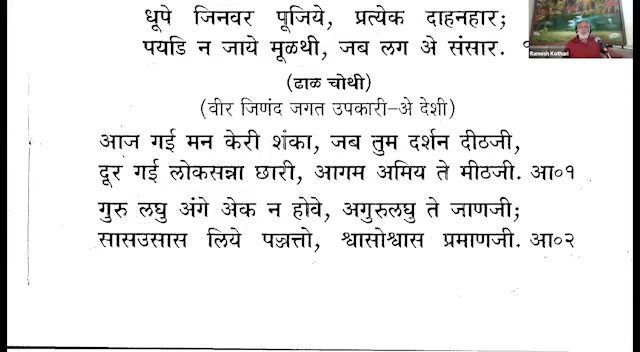 धूपे जिनवर पूजिये, प्रत्येक दाहनहार;
पयडि न जाये मूळथी, जब लग अे संसार.
Ramesh Kothari
(ढाळ चोथी)
(वीर जिणंद जगत उपकारी-अे देशी)
आज गई मन केरी शंका, जब तुम दर्शन दीठजी,
दूर गई लोकसन्ना छारी, आगम अमिय ते मीठजी. आ०१
गुरु लघु अंगे अेक न होवे, अगुरुलघु ते जाणजी;
सासउसास लिये पज्जत्तो, श्वासोश्वास प्रमाणजी. आ०२